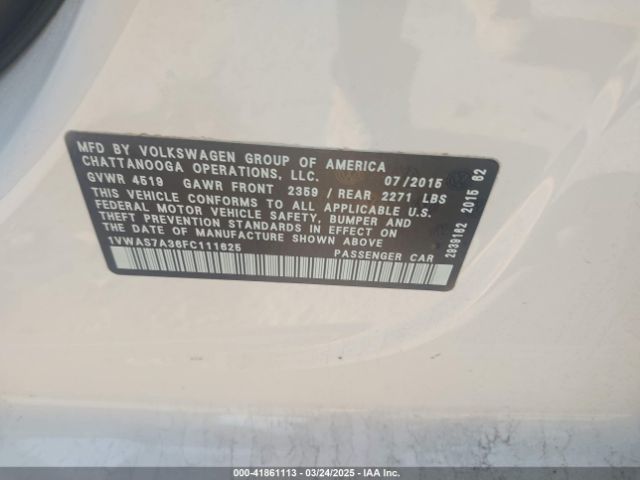 MFD BY VOLKSWAGEN GROUP OF AMERICA
CHATTANOOGA OPERATIONS, LLC. 07/2015
GVWR 4519 GAWR FRONT 2359 / REAR 2271 LBS
THIS VEHICLE CONFORMS TO ALL APPLICABLE U.S.
FEDERAL MOTOR VEHICLE SAFETY, BUMPER AND
THEFT PREVENTION STANDARDS IN EFFECT ON
THE DATE OF MANUFACTURE SHOWN ABOVE
1VWAS7A36FC111625
PASSENGER CAR
2939162 2015 62
000-41861113 - 03/24/2025 - IAA Inc.